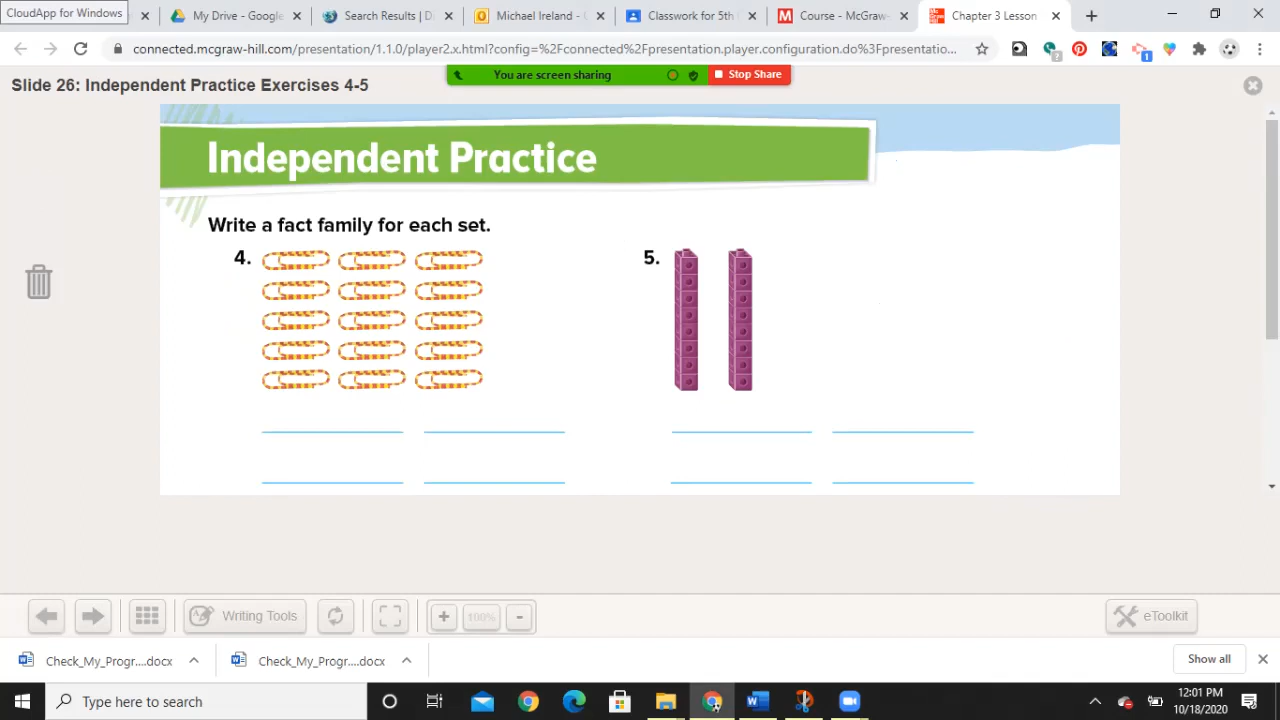 CloudApp for Windows
My Drive - Google
Search Results | Di
Michael Ireland - O
Classwork for 5th
Course - McGraw-
Chapter 3 Lesson
connected.mcgraw-hill.com/presentation/1.1.0/player2.x.html?config=%2Fconnected%2Fpresentation.player.configuration.do%3Fpresentatio...
You are screen sharing
Stop Share
Slide 26: Independent Practice Exercises 4-5
Independent Practice
Write a fact family for each set.
4.
5.
Writing Tools
+ 100% -
eToolkit
Check_My_Progr....docx
Check_My_Progr....docx
Show all
Type here to search
12:01 PM
10/18/2020